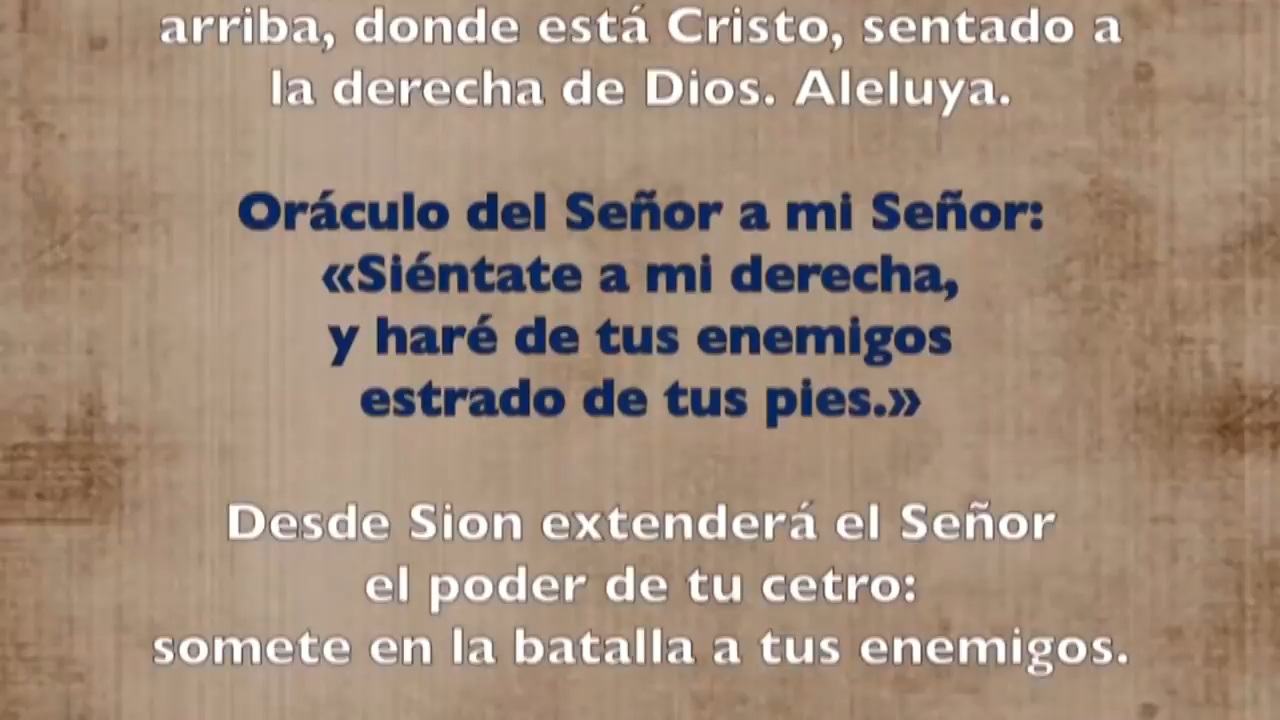 arriba, donde está Cristo, sentado a
la derecha de Dios. Aleluya.
Oráculo del Señor a mi Señor:
«Siéntate a mi derecha,
y haré de tus enemigos
estrado de tus pies.»
Desde Sion extenderá el Señor
el poder de tu cetro:
somete en la batalla a tus enemigos.